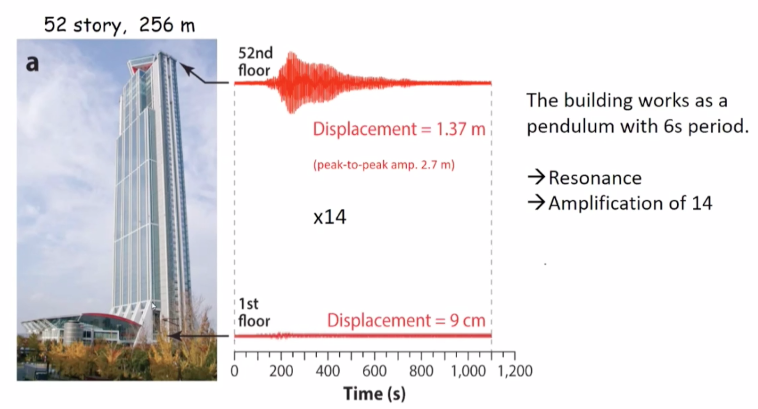 52 story, 256 m
a
52nd
floor
Displacement = 1.37 m
(peak-to-peak amp. 2.7 m)
x14
1st
floor
Displacement = 9 cm
0 200 400 600 800 1,000 1,200
Time (s)
The building works as a
pendulum with 6s period.
→Resonance
→Amplification of 14